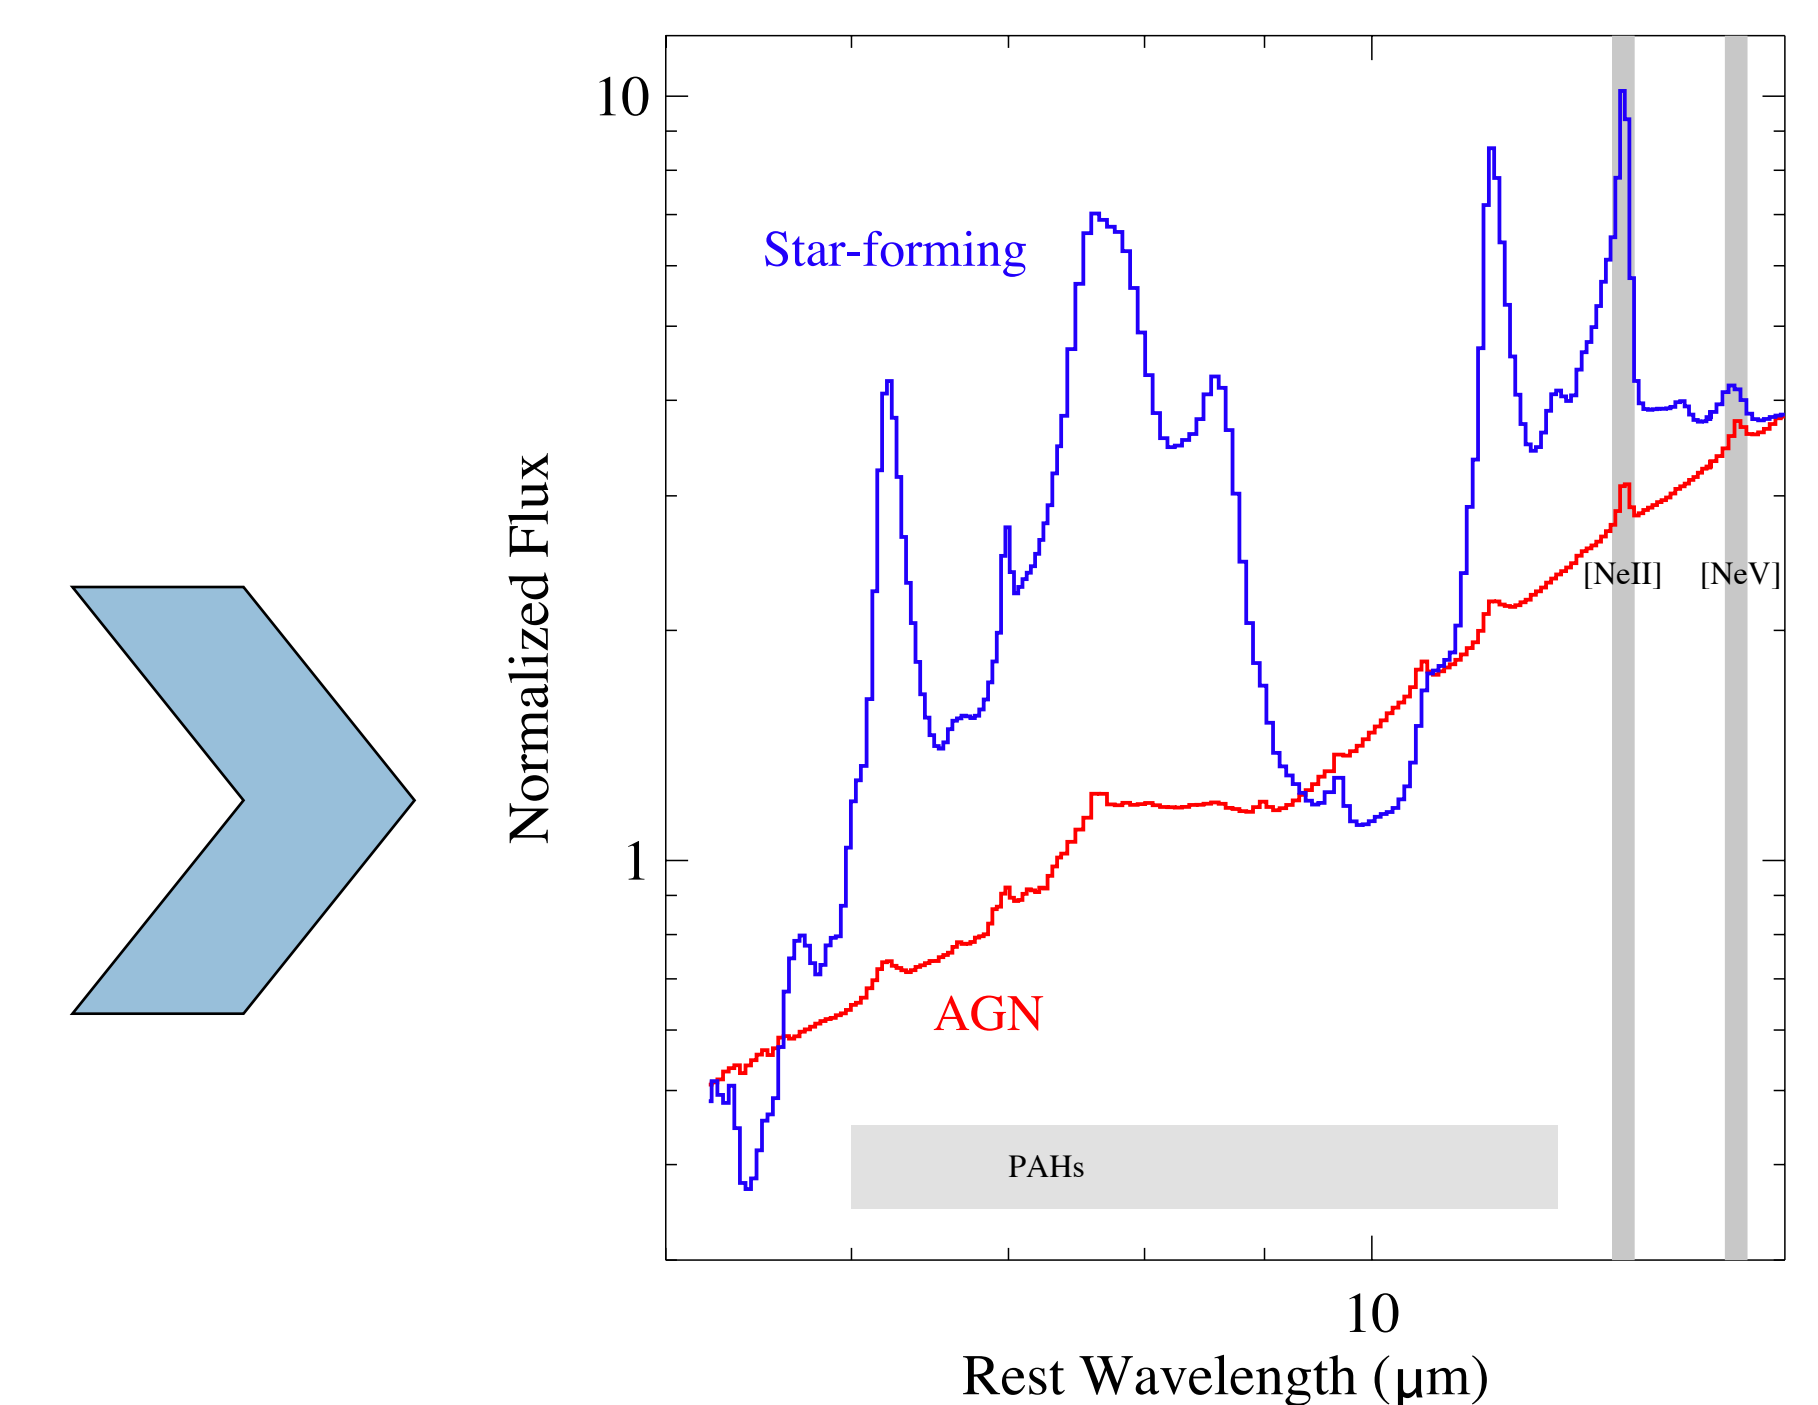 10
Star-forming
Normalized Flux
[NeII]
[NeV]
1
AGN
PAHs
10
Rest Wavelength (μm)